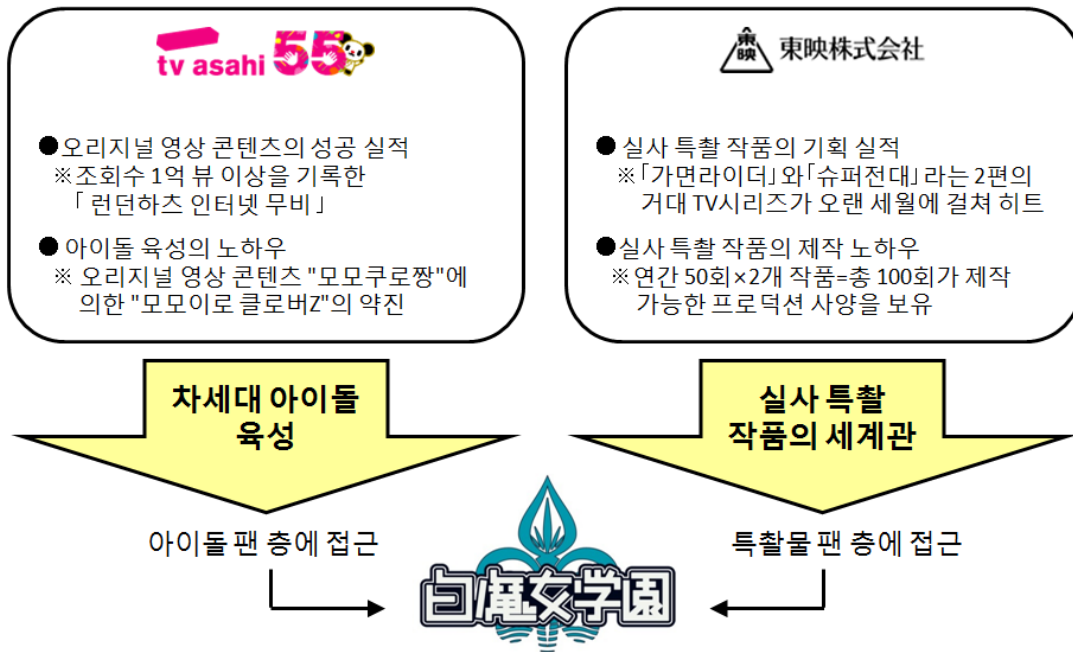 tv asahi 55
●오리지널 영상 콘텐츠의 성공 실적
※조회수 1억 뷰 이상을 기록한
「 런던하츠 인터넷 무비」
● 아이돌 육성의 노하우
※ 오리지널 영상 콘텐츠 "모모쿠로짱"에
의한 "모모이로 클로버Z"의 약진
차세대 아이돌
육성
아이돌 팬 층에 접근
東映 東映株式会社
● 실사 특촬 작품의 기획 실적
※「가면라이더」와「슈퍼전대」라는 2편의
거대 TV시리즈가 오랜 세월에 걸쳐 히트
●실사 특촬 작품의 제작 노하우
※연간 50회×2개 작품=총 100회가 제작
가능한 프로덕션 사양을 보유
실사 특촬
작품의 세계관
특촬물 팬 층에 접근
白魔女学園